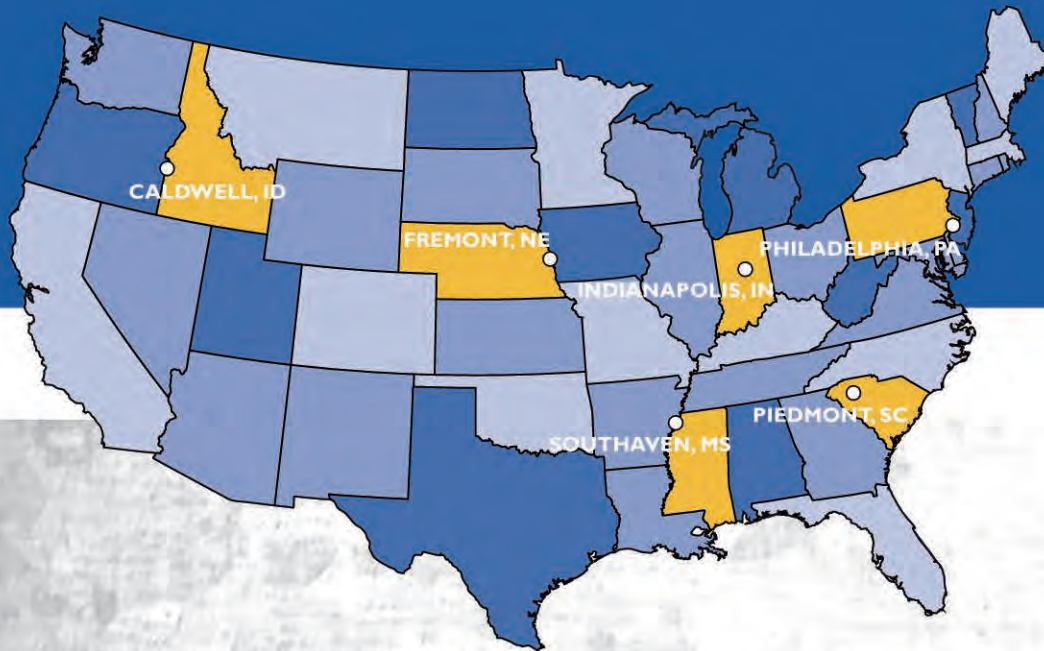 CALDWELL, ID
FREMONT, NE
PHILADELPHIA, PA
INDIANAPOLIS, IN
PIEDMONT, SC
SOUTHAVEN, MS